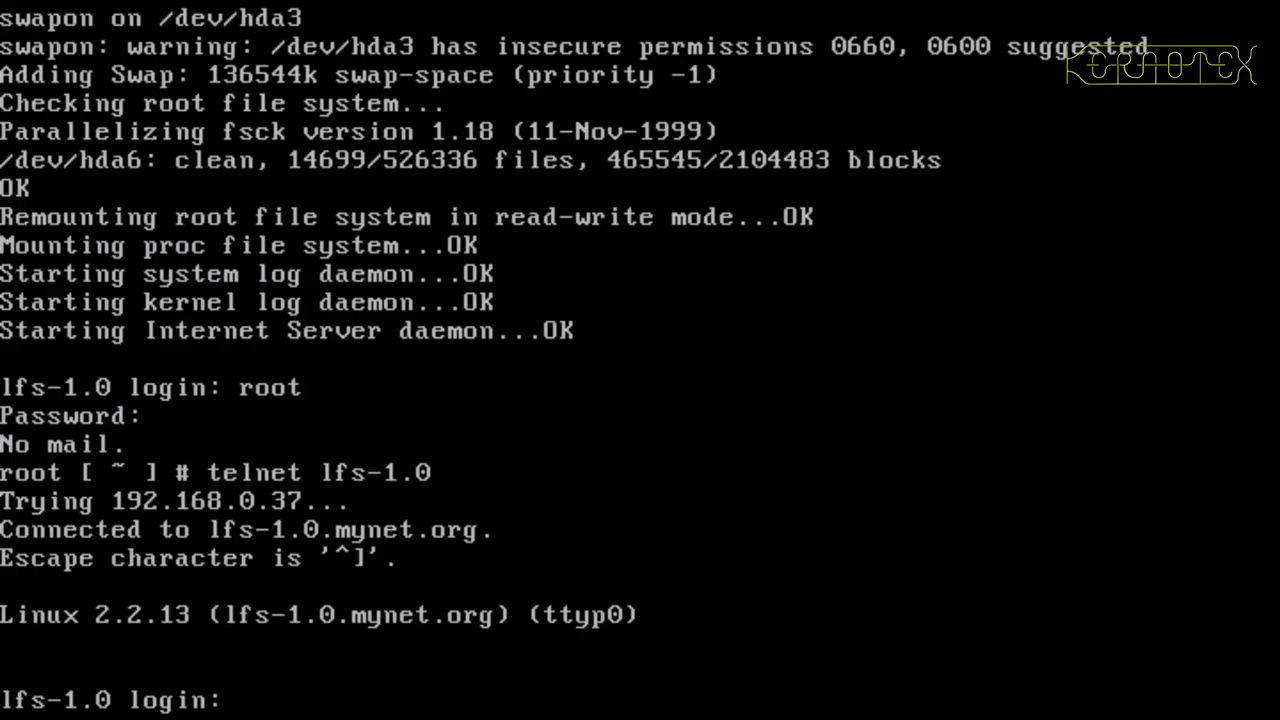 swapon on /dev/hda3
swapon: warning: /dev/hda3 has insecure permissions 0660, 0600 suggested
KERNOTEX
Adding Swap: 136544k swap-space (priority -1)
Checking root file system...
Parallelizing fsck version 1.18 (11-Nov-1999)
/dev/hda6: clean, 14699/526336 files, 465545/2104483 blocks
OK
Remounting root file system in read-write mode...OK
Mounting proc file system...OK
Starting system log daemon...OK
Starting kernel log daemon...OK
Starting Internet Server daemon...OK
lfs-1.0 login: root
Password:
No mail.
root [ ~ ] # telnet lfs-1.0
Trying 192.168.0.37...
Connected to lfs-1.0.mynet.org.
Escape character is '^]'.
Linux 2.2.13 (lfs-1.0.mynet.org) (ttyp0)
lfs-1.0 login: